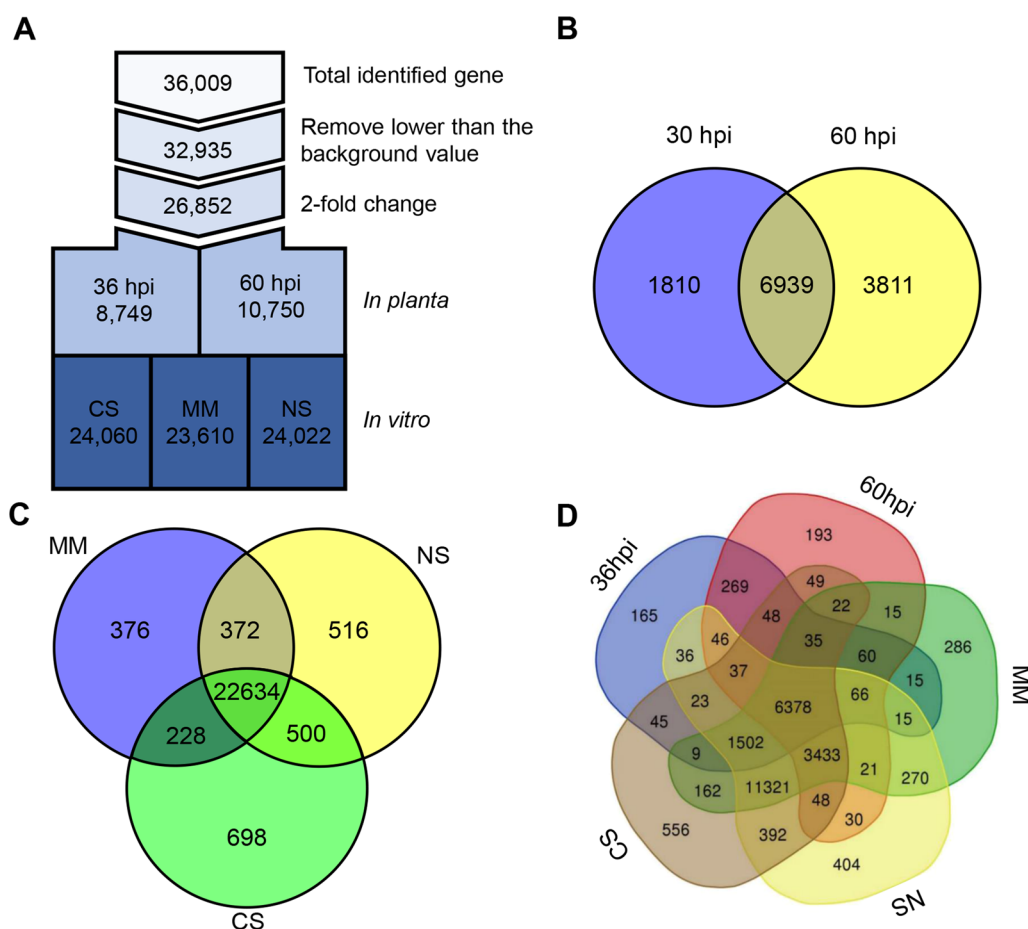 A
36,009
Total identified gene
32,935
Remove lower than the
background value
26,852
2-fold change
36 hpi
8,749
60 hpi
10,750
In planta
CS
24,060
MM
23,610
NS
24,022
In vitro
B
30 hpi
60 hpi
1810
6939
3811
C
MM
NS
376
372
516
22634
228
500
698
CS
D
60hpi
36hpi
MM
CS
NS
193
269
49
165
48
22
15
286
46
35
36
37
60
15
23
6378
66
15
45
1502
9
3433
21
270
162
11321
48
30
556
392
404